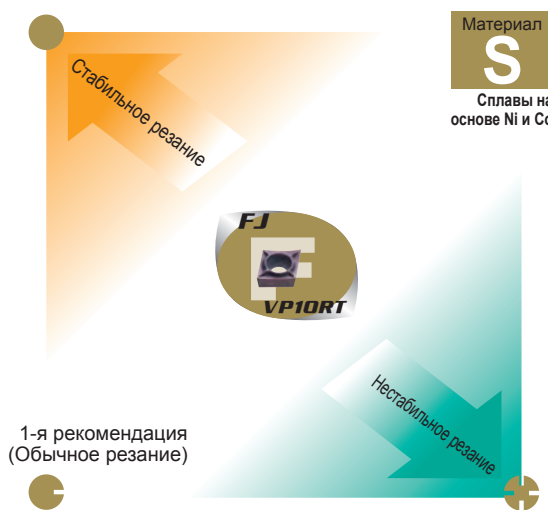 Материал
S
Сплавы на
основе Ni и Co
Стабильное резание
FJ
F
VP10RT
Нестабильное резание
1-я рекомендация
(Обычное резание)